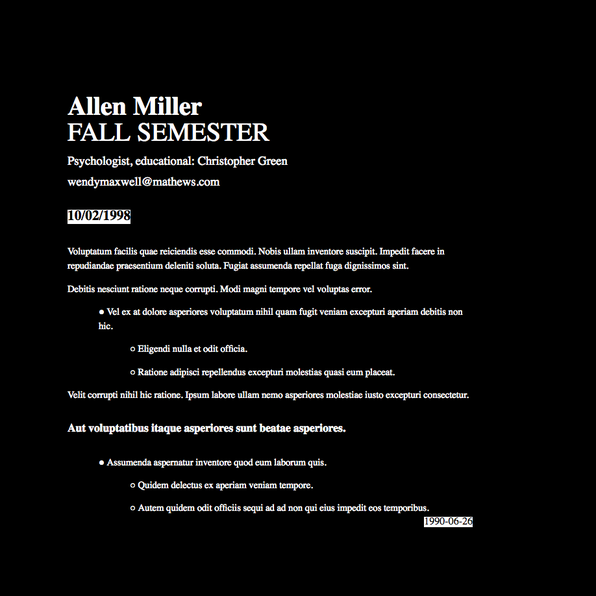 Allen Miller
FALL SEMESTER
Psychologist, educational: Christopher Green
wendymaxwell@mathews.com
10/02/1998
Voluptatum facilis quae reiciendis esse commodi. Nobis ullam inventore suscipit. Impedit facere in
repudiandae praesentium deleniti soluta. Fugiat assumenda repellat fuga dignissimos sint.
Debitis nesciunt ratione neque corrupti. Modi magni tempore vel voluptas error.
● Vel ex at dolore asperiores voluptatum nihil quam fugit veniam excepturi aperiam debitis non
hic.
○ Eligendi nulla et odit officia.
○ Ratione adipisci repellendus excepturi molestias quasi eum placeat.
Velit corrupti nihil hic ratione. Ipsum labore ullam nemo asperiores molestiae iusto excepturi consectetur.
Aut voluptatibus itaque asperiores sunt beatae asperiores.
● Assumenda aspernatur inventore quod eum laborum quis.
○ Quidem delectus ex aperiam veniam tempore.
○ Autem quidem odit officiis sequi ad ad non qui eius impedit eos temporibus.
1990-06-26